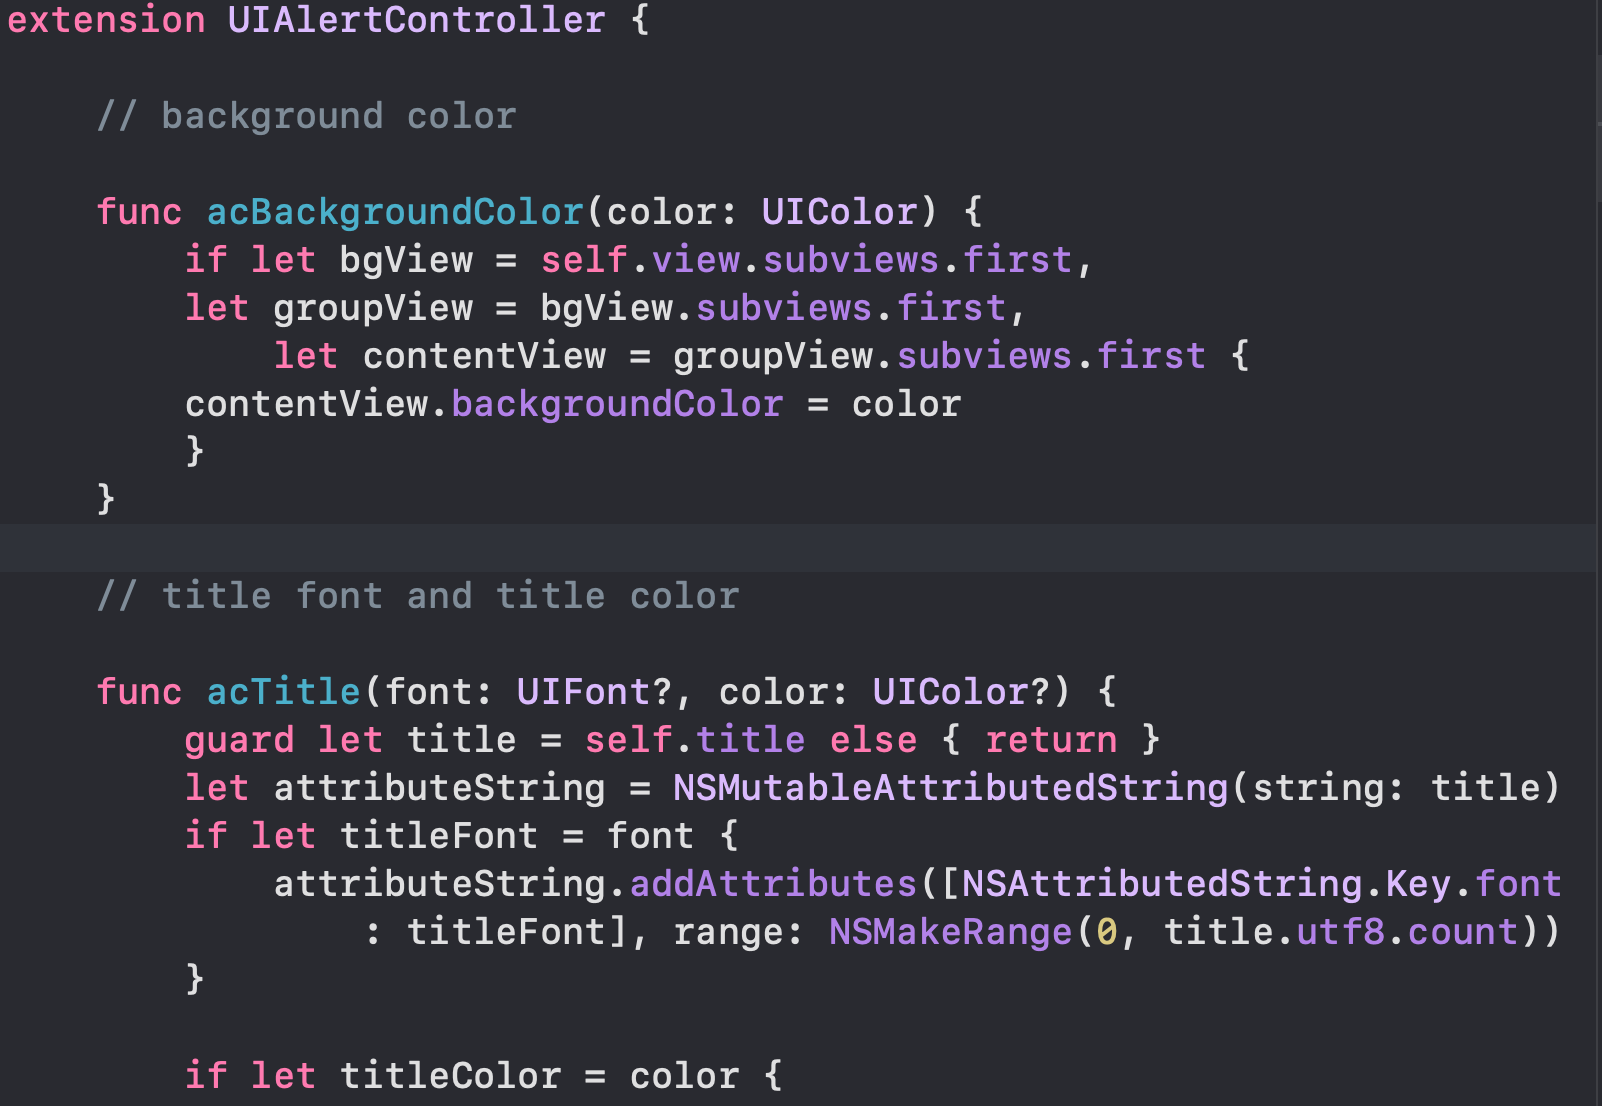 extension UIAlertController {
// background color
func acBackgroundColor(color: UIColor) {
if let bgView = self.view.subviews.first,
let groupView = bgView.subviews.first,
let contentView = groupView.subviews.first {
contentView.backgroundColor = color
}
}
// title font and title color
func acTitle(font: UIFont?, color: UIColor?) {
guard let title = self.title else { return }
let attributeString = NSMutableAttributedString(string: title)
if let titleFont = font {
attributeString.addAttributes([NSAttributedString.Key.font
: titleFont], range: NSMakeRange(0, title.utf8.count))
}
if let titleColor = color {